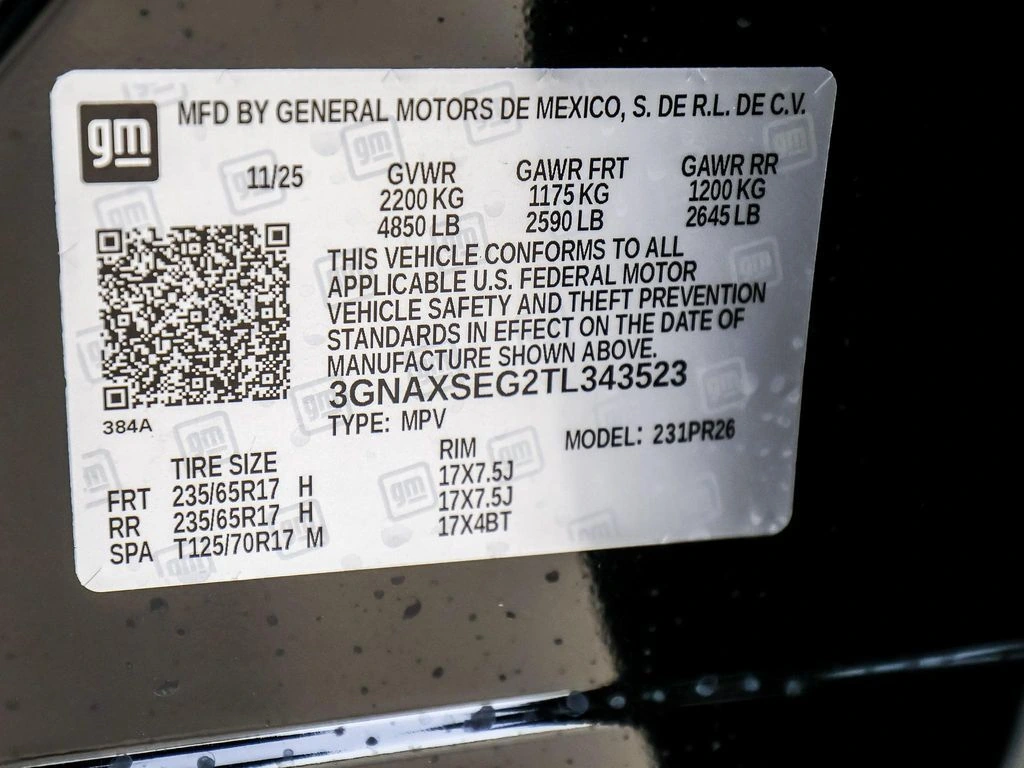 gm
MFD BY GENERAL MOTORS DE MEXICO, S. DE R.L. DE C.V.
11/25 GVWR GAWR FRT GAWR RR
2200 KG 1175 KG 1200 KG
4850 LB 2590 LB 2645 LB
THIS VEHICLE CONFORMS TO ALL
APPLICABLE U.S. FEDERAL MOTOR
VEHICLE SAFETY AND THEFT PREVENTION
STANDARDS IN EFFECT ON THE DATE OF
MANUFACTURE SHOWN ABOVE.
3GNAXSEG2TL343523
384A
TYPE: MPV MODEL: 231PR26
TIRE SIZE RIM
FRT 235/65R17 H 17X7.5J
RR 235/65R17 H 17X7.5J
SPA T125/70R17 M 17X4BT